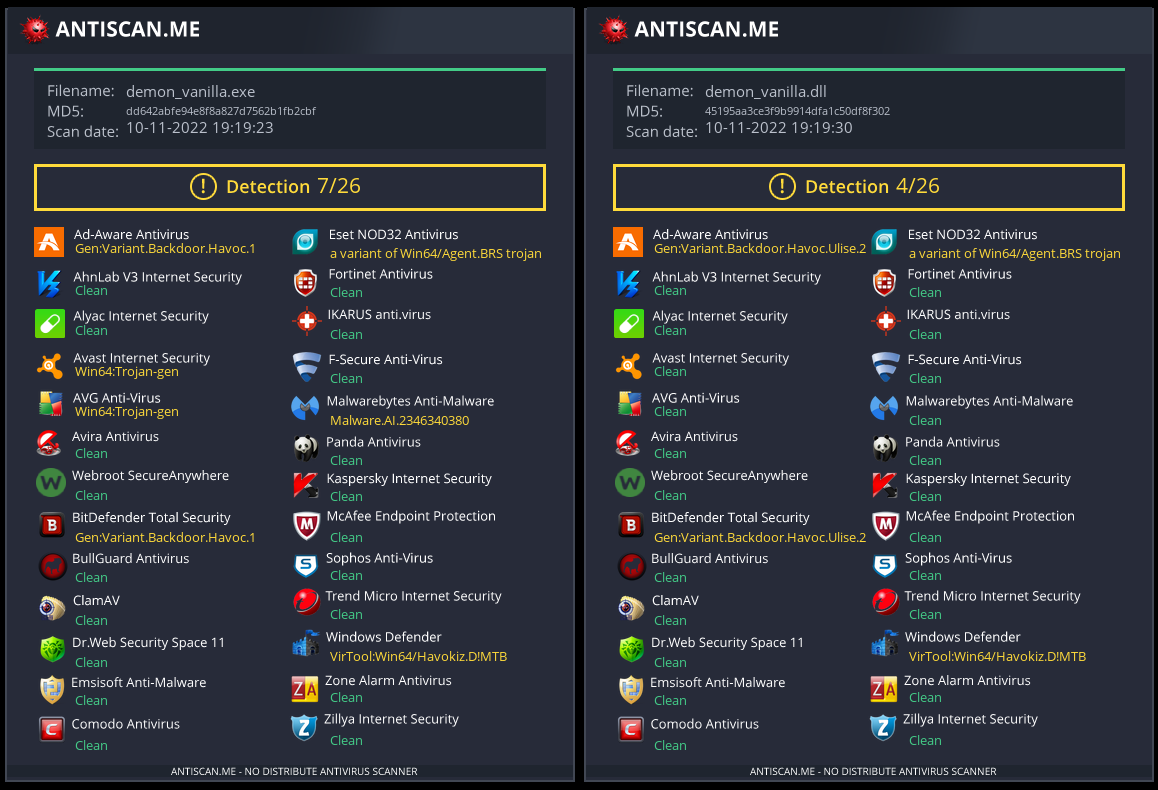 ANTISCAN.ME
Filename: demon_vanilla.exe
MD5: dd642abfe94e8f8a827d7562b1fb2cbf
Scan date: 10-11-2022 19:19:23
! Detection 7/26
Ad-Aware Antivirus
Gen:Variant.Backdoor.Havoc.1
AhnLab V3 Internet Security
Clean
Alyac Internet Security
Clean
Avast Internet Security
Win64:Trojan-gen
AVG Anti-Virus
Win64:Trojan-gen
Avira Antivirus
Clean
W
Webroot SecureAnywhere
Clean
B
BitDefender Total Security
Gen:Variant.Backdoor.Havoc.1
BullGuard Antivirus
Clean
ClamAV
Clean
Dr.Web Security Space 11
Clean
Emsisoft Anti-Malware
Clean
C
Comodo Antivirus
Clean
Eset NOD32 Antivirus
a variant of Win64/Agent.BRS trojan
Fortinet Antivirus
Clean
IKARUS anti.virus
Clean
F-Secure Anti-Virus
Clean
Malwarebytes Anti-Malware
Malware.AI.2346340380
Panda Antivirus
Clean
Kaspersky Internet Security
Clean
M
McAfee Endpoint Protection
Clean
S
Sophos Anti-Virus
Clean
Trend Micro Internet Security
Clean
Windows Defender
VirTool:Win64/Havokiz.D!MTB
ZA
Zone Alarm Antivirus
Clean
Z
Zillya Internet Security
Clean
ANTISCAN.ME - NO DISTRIBUTE ANTIVIRUS SCANNER
ANTISCAN.ME
Filename: demon_vanilla.dll
MD5: 45195aa3ce3f9b9914dfa1c50df8f302
Scan date: 10-11-2022 19:19:30
! Detection 4/26
Ad-Aware Antivirus
Gen:Variant.Backdoor.Havoc.Ulise.2
AhnLab V3 Internet Security
Clean
Alyac Internet Security
Clean
Avast Internet Security
Clean
AVG Anti-Virus
Clean
Avira Antivirus
Clean
W
Webroot SecureAnywhere
Clean
B
BitDefender Total Security
Gen:Variant.Backdoor.Havoc.Ulise.2
BullGuard Antivirus
Clean
ClamAV
Clean
Dr.Web Security Space 11
Clean
Emsisoft Anti-Malware
Clean
C
Comodo Antivirus
Clean
Eset NOD32 Antivirus
a variant of Win64/Agent.BRS trojan
Fortinet Antivirus
Clean
IKARUS anti.virus
Clean
F-Secure Anti-Virus
Clean
Malwarebytes Anti-Malware
Clean
Panda Antivirus
Clean
Kaspersky Internet Security
Clean
M
McAfee Endpoint Protection
Clean
S
Sophos Anti-Virus
Clean
Trend Micro Internet Security
Clean
Windows Defender
VirTool:Win64/Havokiz.D!MTB
ZA
Zone Alarm Antivirus
Clean
Z
Zillya Internet Security
Clean
ANTISCAN.ME - NO DISTRIBUTE ANTIVIRUS SCANNER